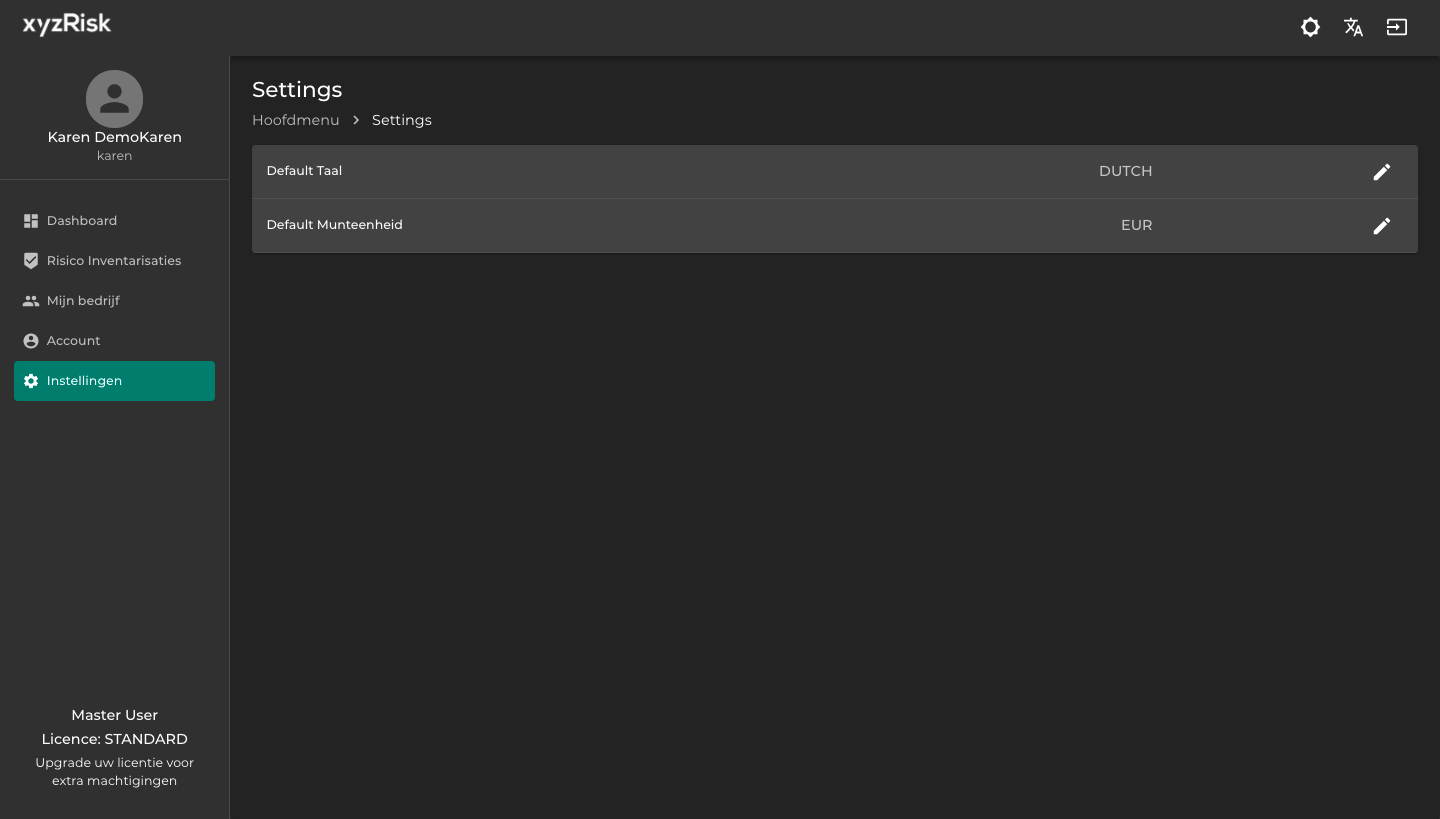 xyzRisk
Karen DemoKaren
karen
Dashboard
Risico Inventarisaties
Mijn bedrijf
Account
Instellingen
Master User
Licence: STANDARD
Upgrade uw licentie voor
extra machtigingen
Settings
Hoofdmenu > Settings
Default Taal DUTCH
Default Munteenheid EUR